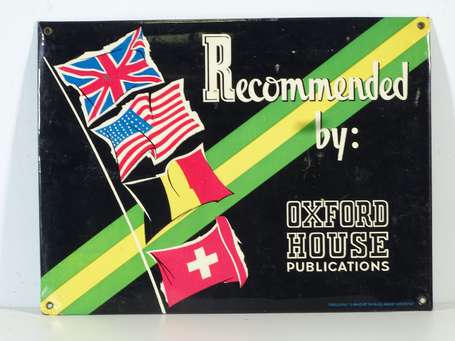 Recommended
by:
OXFORD
HOUSE
PUBLICATIONS